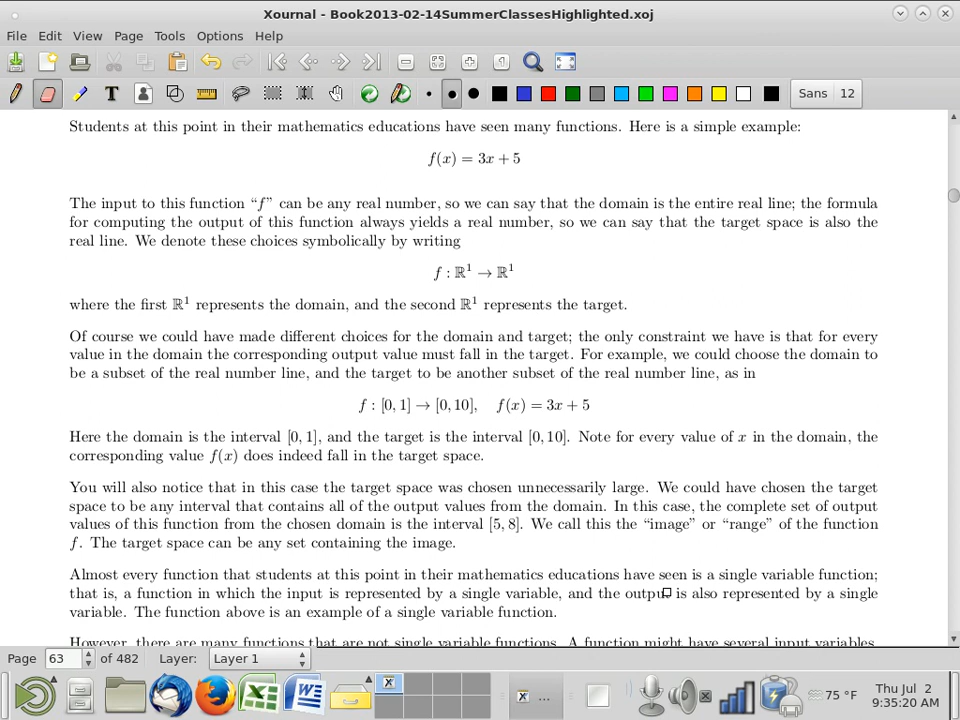 Xournal - Book2013-02-14SummerClassesHighlighted.xoj
File Edit View Page Tools Options Help
T Sans 12
Students at this point in their mathematics educations have seen many functions. Here is a simple example:
f(x) = 3x + 5
The input to this function “f” can be any real number, so we can say that the domain is the entire real line; the formula
for computing the output of this function always yields a real number, so we can say that the target space is also the
real line. We denote these choices symbolically by writing
f : ℝ¹ → ℝ¹
where the first ℝ¹ represents the domain, and the second ℝ¹ represents the target.
Of course we could have made different choices for the domain and target; the only constraint we have is that for every
value in the domain the corresponding output value must fall in the target. For example, we could choose the domain to
be a subset of the real number line, and the target to be another subset of the real number line, as in
f : [0, 1] → [0, 10], f(x) = 3x + 5
Here the domain is the interval [0, 1], and the target is the interval [0, 10]. Note for every value of x in the domain, the
corresponding value f(x) does indeed fall in the target space.
You will also notice that in this case the target space was chosen unnecessarily large. We could have chosen the target
space to be any interval that contains all of the output values from the domain. In this case, the complete set of output
values of this function from the chosen domain is the interval [5, 8]. We call this the “image” or “range” of the function
f. The target space can be any set containing the image.
Almost every function that students at this point in their mathematics educations have seen is a single variable function;
that is, a function in which the input is represented by a single variable, and the output is also represented by a single
variable. The function above is an example of a single variable function.
However, there are many functions that are not single variable functions. A function might have several input variables,
Page 63 of 482 Layer: Layer 1
... 75 °F Thu Jul 2
9:35:20 AM